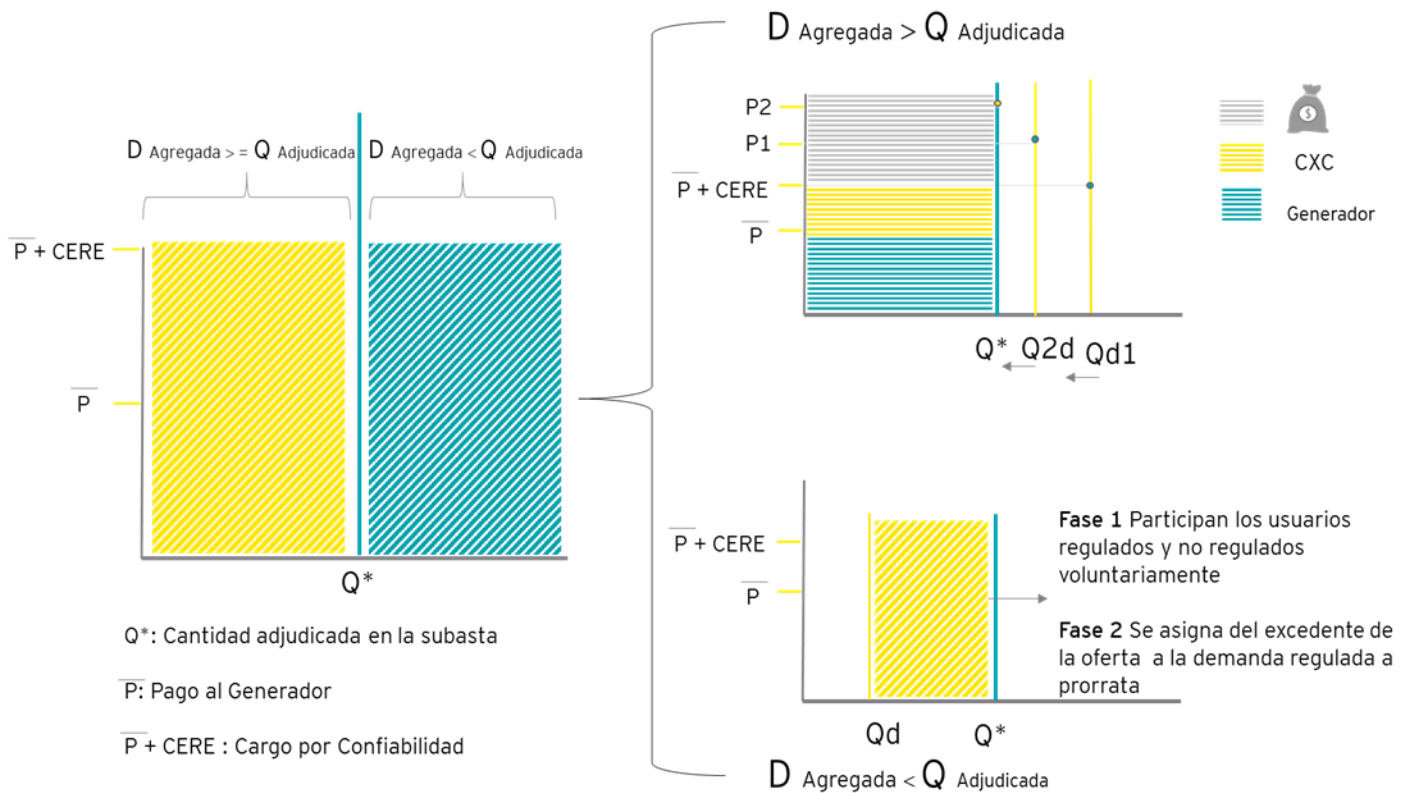 D Agregada > = Q Adjudicada
D Agregada < Q Adjudicada
P + CERE
P
Q*
Q*: Cantidad adjudicada en la subasta
P: Pago al Generador
P + CERE : Cargo por Confiabilidad
D Agregada > Q Adjudicada
P2
P1
P + CERE
P
Q*
Q2d
Qd1
$
CXC
Generador
P + CERE
P
Qd
Q*
Fase 1 Participan los usuarios
regulados y no regulados
voluntariamente
Fase 2 Se asigna del excedente de
la oferta a la demanda regulada a
prorrata
D Agregada < Q Adjudicada